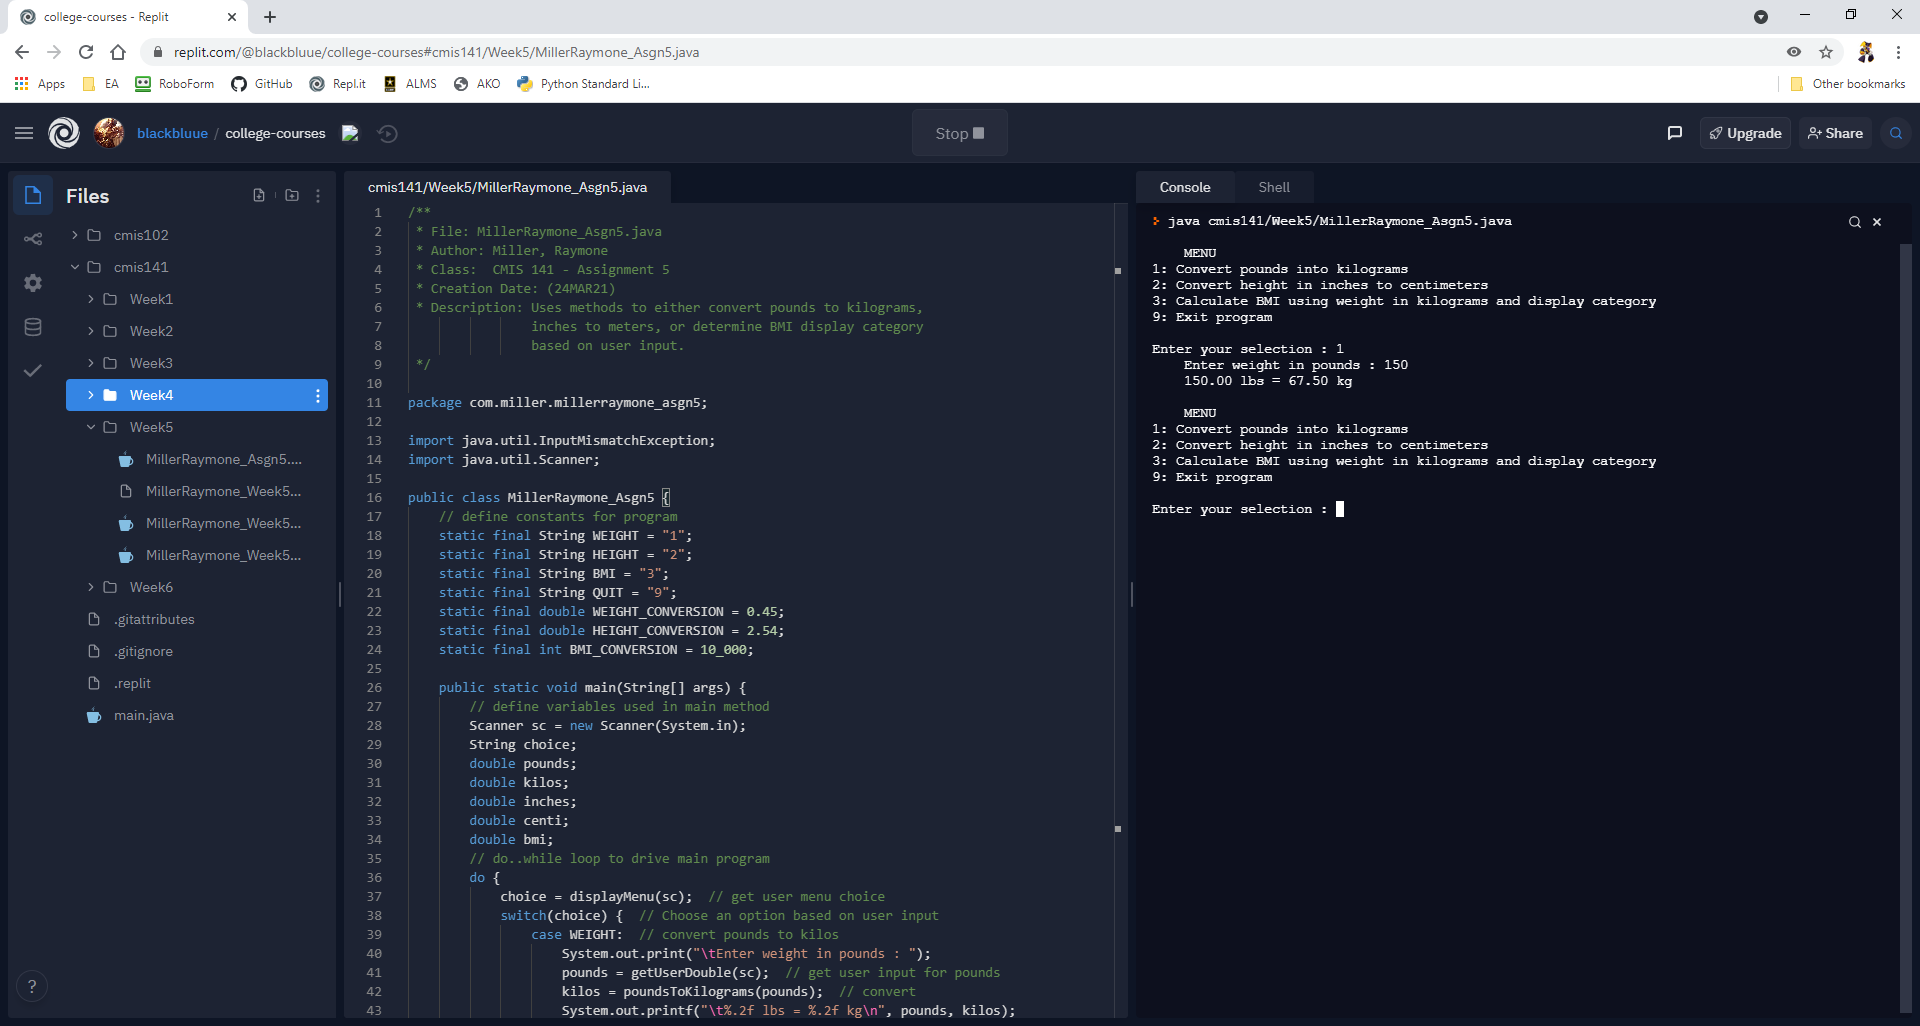 college-courses - Replit
replit.com/@blackbluue/college-courses#cmis141/Week5/MillerRaymone_Asgn5.java
Apps EA RoboForm GitHub Repl.it ALMS AKO Python Standard Li... Other bookmarks
blackbluue / college-courses Stop Upgrade Share
Files
cmis102
cmis141
Week1
Week2
Week3
Week4
Week5
MillerRaymone_Asgn5....
MillerRaymone_Week5...
MillerRaymone_Week5...
MillerRaymone_Week5...
Week6
.gitattributes
.gitignore
.replit
main.java
?
cmis141/Week5/MillerRaymone_Asgn5.java
1 /**
2 * File: MillerRaymone_Asgn5.java
3 * Author: Miller, Raymone
4 * Class:  CMIS 141 - Assignment 5
5 * Creation Date: (24MAR21)
6 * Description: Uses methods to either convert pounds to kilograms,
7 inches to meters, or determine BMI display category
8 based on user input.
9 */
10
11 package com.miller.millerraymone_asgn5;
12
13 import java.util.InputMismatchException;
14 import java.util.Scanner;
15
16 public class MillerRaymone_Asgn5 {
17 // define constants for program
18 static final String WEIGHT = "1";
19 static final String HEIGHT = "2";
20 static final String BMI = "3";
21 static final String QUIT = "9";
22 static final double WEIGHT_CONVERSION = 0.45;
23 static final double HEIGHT_CONVERSION = 2.54;
24 static final int BMI_CONVERSION = 10_000;
25
26 public static void main(String[] args) {
27 // define variables used in main method
28 Scanner sc = new Scanner(System.in);
29 String choice;
30 double pounds;
31 double kilos;
32 double inches;
33 double centi;
34 double bmi;
35 // do..while loop to drive main program
36 do {
37 choice = displayMenu(sc);  // get user menu choice
38 switch(choice) {  // Choose an option based on user input
39 case WEIGHT:  // convert pounds to kilos
40 System.out.print("\tEnter weight in pounds : ");
41 pounds = getUserDouble(sc);  // get user input for pounds
42 kilos = poundsToKilograms(pounds);  // convert
43 System.out.printf("\t%.2f lbs = %.2f kg\n", pounds, kilos);
Console Shell
java cmis141/Week5/MillerRaymone_Asgn5.java
MENU
1: Convert pounds into kilograms
2: Convert height in inches to centimeters
3: Calculate BMI using weight in kilograms and display category
9: Exit program
Enter your selection : 1
Enter weight in pounds : 150
150.00 lbs = 67.50 kg
MENU
1: Convert pounds into kilograms
2: Convert height in inches to centimeters
3: Calculate BMI using weight in kilograms and display category
9: Exit program
Enter your selection :